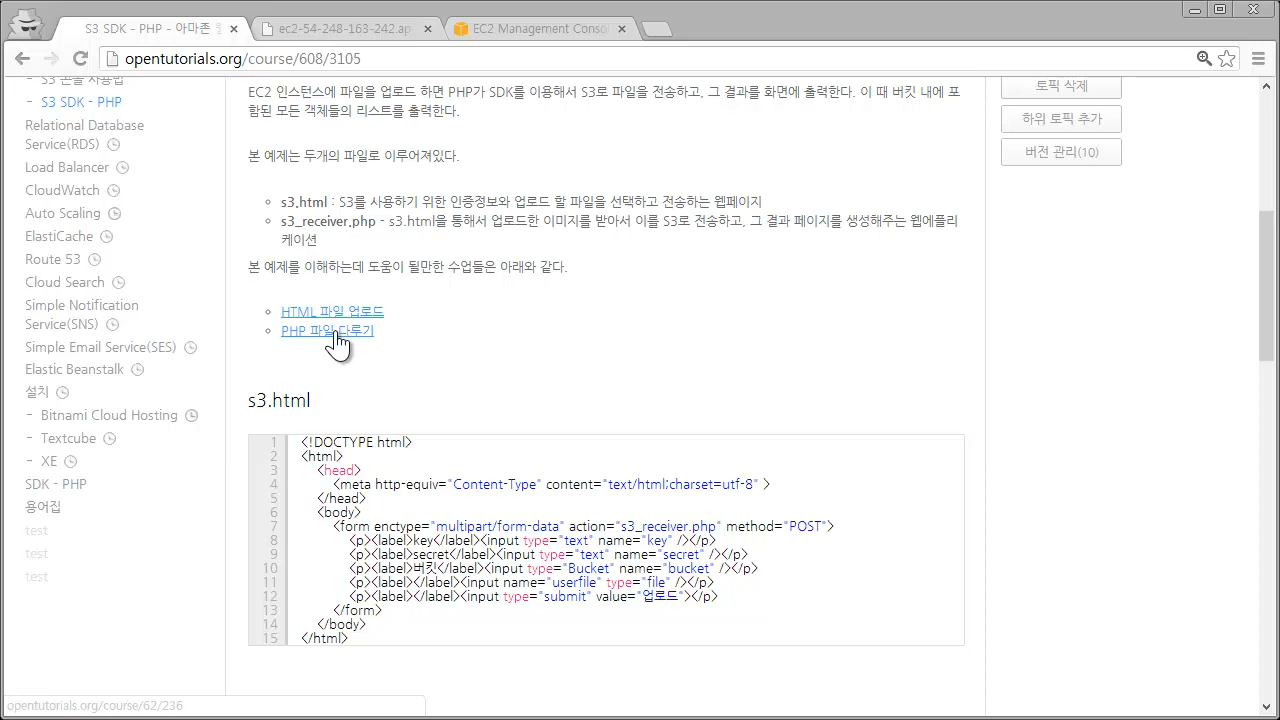 S3 SDK - PHP - 아마존
ec2-54-248-163-242.ap-
EC2 Management Conso
opentutorials.org/course/608/3105
- S3 콘솔 사용법
- S3 SDK - PHP
Relational Database
Service(RDS)
Load Balancer
CloudWatch
Auto Scaling
ElastiCache
Route 53
Cloud Search
Simple Notification
Service(SNS)
Simple Email Service(SES)
Elastic Beanstalk
설치
- Bitnami Cloud Hosting
- Textcube
- XE
SDK - PHP
용어집
test
test
test
EC2 인스턴스에 파일을 업로드 하면 PHP가 SDK를 이용해서 S3로 파일을 전송하고, 그 결과를 화면에 출력한다. 이 때 버킷 내에 포
함된 모든 객체들의 리스트를 출력한다.
본 예제는 두개의 파일로 이루어져있다.
s3.html : S3를 사용하기 위한 인증정보와 업로드 할 파일을 선택하고 전송하는 웹페이지
s3_receiver.php - s3.html을 통해서 업로드한 이미지를 받아서 이를 S3로 전송하고, 그 결과 페이지를 생성해주는 웹에플리
케이션
본 예제를 이해하는데 도움이 될만한 수업들은 아래와 같다.
HTML 파일 업로드
PHP 파일 다루기
s3.html
1 <!DOCTYPE html>
2 <html>
3 <head>
4 <meta http-equiv="Content-Type" content="text/html;charset=utf-8" >
5 </head>
6 <body>
7 <form enctype="multipart/form-data" action="s3_receiver.php" method="POST">
8 <p><label>key</label><input type="text" name="key" /></p>
9 <p><label>secret</label><input type="text" name="secret" /></p>
10 <p><label>버킷</label><input type="Bucket" name="bucket" /></p>
11 <p><label></label><input name="userfile" type="file" /></p>
12 <p><label></label><input type="submit" value="업로드"></p>
13 </form>
14 </body>
15 </html>
토픽 삭제
하위 토픽 추가
버전 관리(10)
opentutorials.org/course/62/236